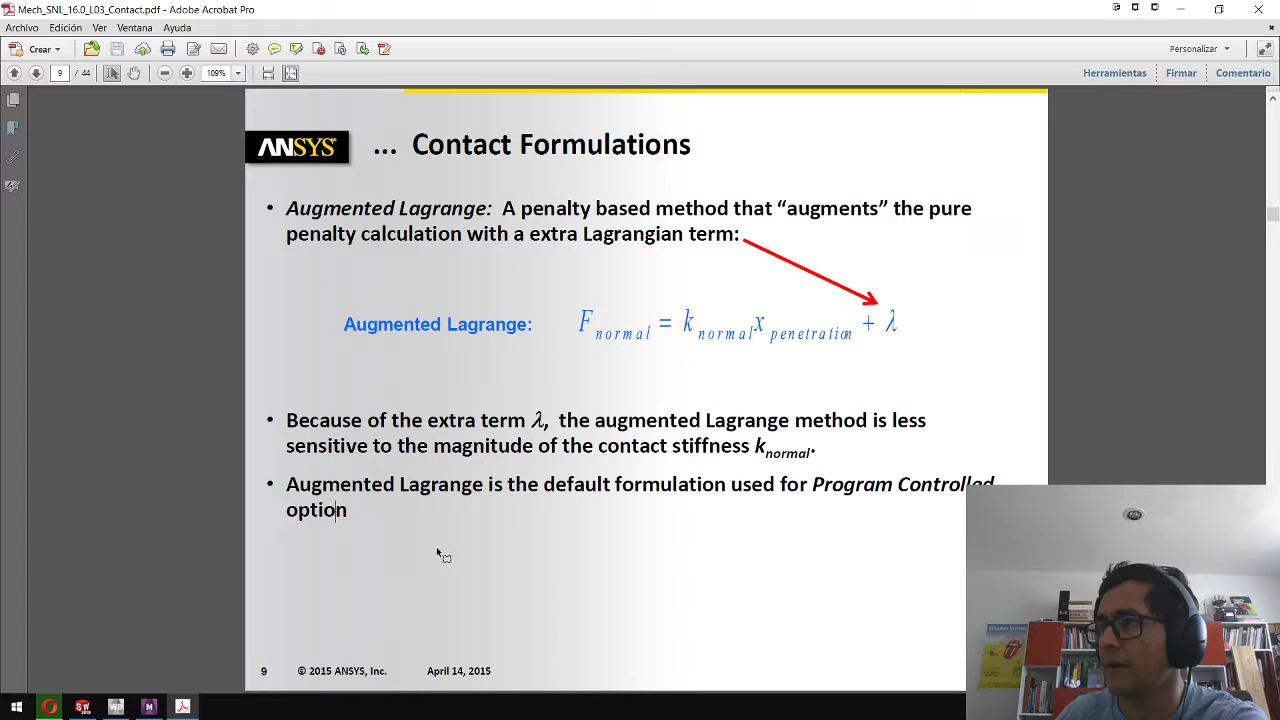 Mech_SNL_16.0_L03_Contact.pdf - Adobe Acrobat Pro
Archivo Edición Ver Ventana Ayuda
Crear
Personalizar
9 / 44
109%
Herramientas Firmar Comentario
ANSYS
... Contact Formulations
• Augmented Lagrange: A penalty based method that “augments” the pure
penalty calculation with a extra Lagrangian term:
Augmented Lagrange: F normal = k normal x penetration + λ
• Because of the extra term λ, the augmented Lagrange method is less
sensitive to the magnitude of the contact stiffness k normal.
• Augmented Lagrange is the default formulation used for Program Controlled
option
9 © 2015 ANSYS, Inc. April 14, 2015